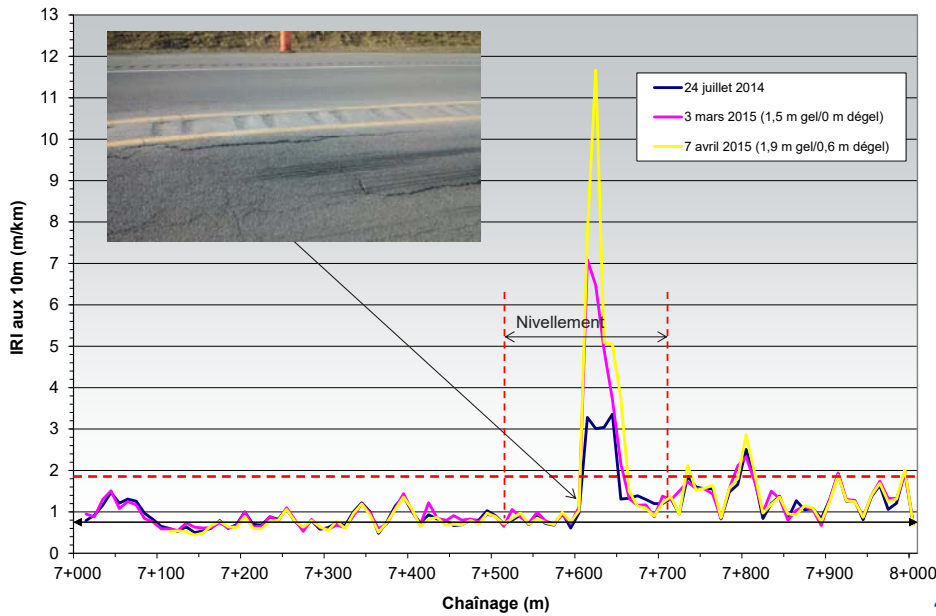 13
12
11
10
9
8
7
6
5
4
3
2
1
0
IRI aux 10m (m/km)
24 juillet 2014
3 mars 2015 (1,5 m gel/0 m dégel)
7 avril 2015 (1,9 m gel/0,6 m dégel)
Nivellement
7+000 7+100 7+200 7+300 7+400 7+500 7+600 7+700 7+800 7+900 8+000
Chaînage (m)